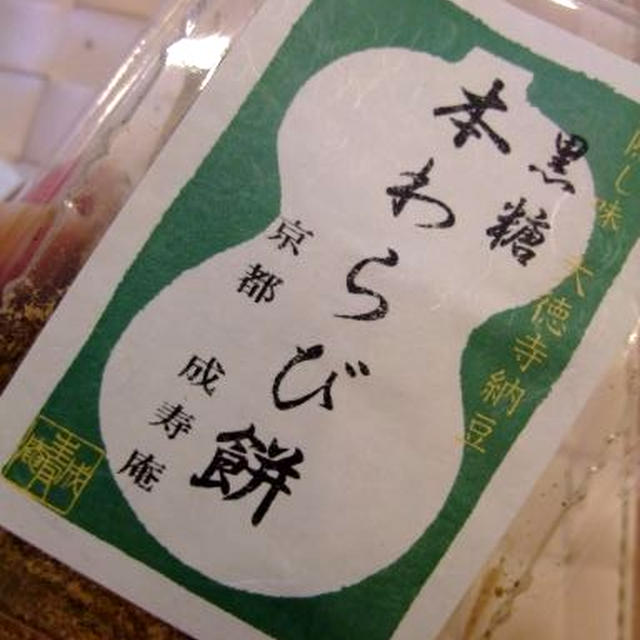 し味 大徳寺納豆
黒糖
本わらび餅
京都 成寿庵